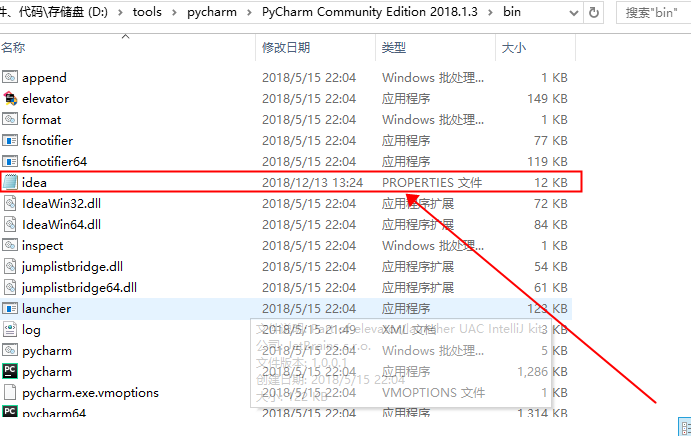 件、代码\存储盘 (D:) › tools › pycharm › PyCharm Community Edition 2018.1.3 › bin 搜索"bin"
名称 修改日期 类型 大小
append 2018/5/15 22:04 Windows 批处理... 1 KB
elevator 2018/5/15 22:04 应用程序 149 KB
format 2018/5/15 22:04 Windows 批处理... 1 KB
fsnotifier 2018/5/15 22:04 应用程序 77 KB
fsnotifier64 2018/5/15 22:04 应用程序 119 KB
idea 2018/12/13 13:24 PROPERTIES 文件 12 KB
IdeaWin32.dll 2018/5/15 22:04 应用程序扩展 72 KB
IdeaWin64.dll 2018/5/15 22:04 应用程序扩展 84 KB
inspect 2018/5/15 22:04 Windows 批处理... 1 KB
jumplistbridge.dll 2018/5/15 22:04 应用程序扩展 54 KB
jumplistbridge64.dll 2018/5/15 22:04 应用程序扩展 61 KB
launcher 2018/5/15 22:04 应用程序 123 KB
log 2018/5/15 21:49 XML 文档 3 KB
pycharm 2018/5/15 22:04 Windows 批处理... 5 KB
pycharm 2018/5/15 22:04 应用程序 1,286 KB
pycharm.exe.vmoptions 2018/5/15 22:04 VMOPTIONS 文件 1 KB
pycharm64 2018/5/15 22:04 应用程序 1,314 KB
UAC IntelliJ kit
公司: JetBrains s.r.o.
文件版本: 1.0.0.1
创建日期: 2018/5/15 22:04
大小: 122 KB